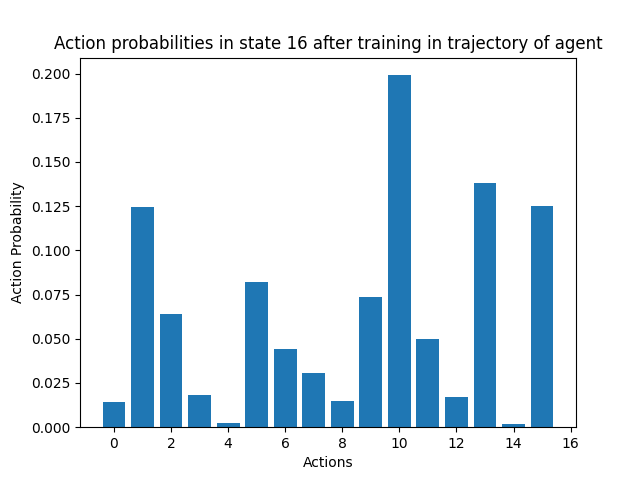 Action probabilities in state 16 after training in trajectory of agent
0.200
0.175
0.150
0.125
0.100
0.075
0.050
0.025
0.000
Action Probability
0 2 4 6 8 10 12 14 16
Actions